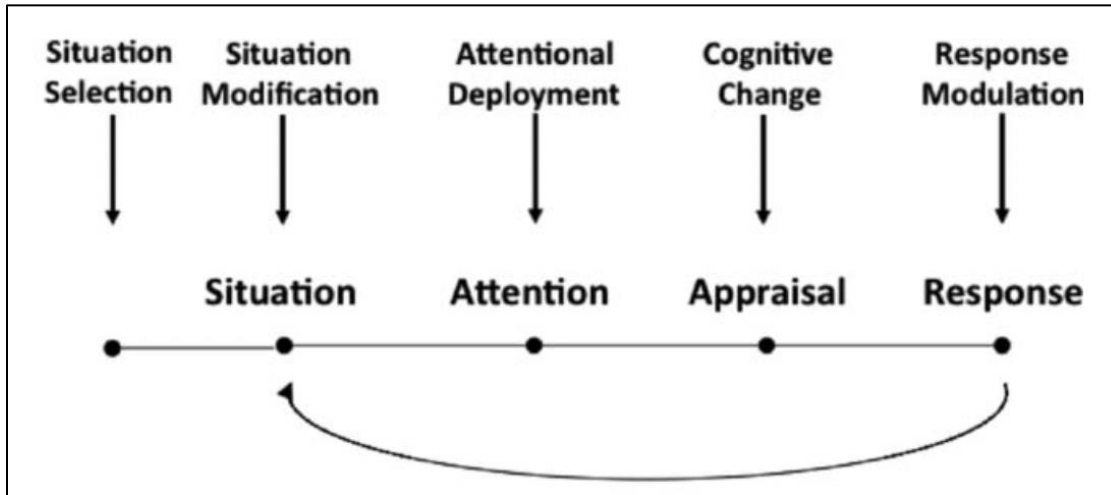 Situation Selection
Situation Modification
Attentional Deployment
Cognitive Change
Response Modulation
Situation
Attention
Appraisal
Response